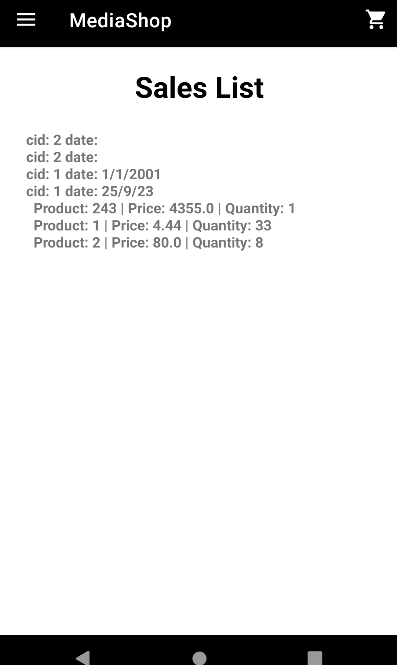 MediaShop
Sales List
cid: 2 date:
cid: 2 date:
cid: 1 date: 1/1/2001
cid: 1 date: 25/9/23
Product: 243 | Price: 4355.0 | Quantity: 1
Product: 1 | Price: 4.44 | Quantity: 33
Product: 2 | Price: 80.0 | Quantity: 8